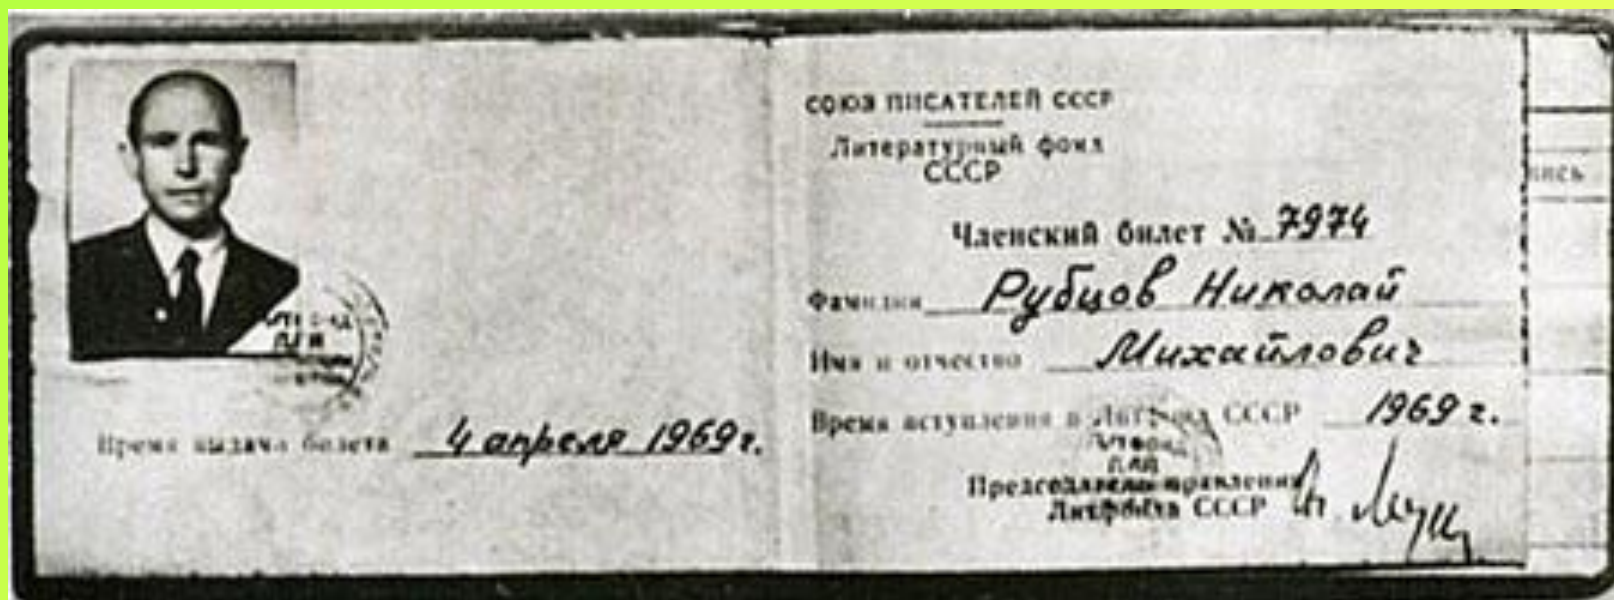 Время выдачи билета 4 апреля 1969 г.
СОЮЗ ПИСАТЕЛЕЙ СССР
Литературный фонд
СССР
Членский билет № 7974
Фамилия Рубцов Николай
Имя и отчество Михайлович
Время вступления в Литфонд СССР 1969 г.
Председатель правления
Литфонда СССР